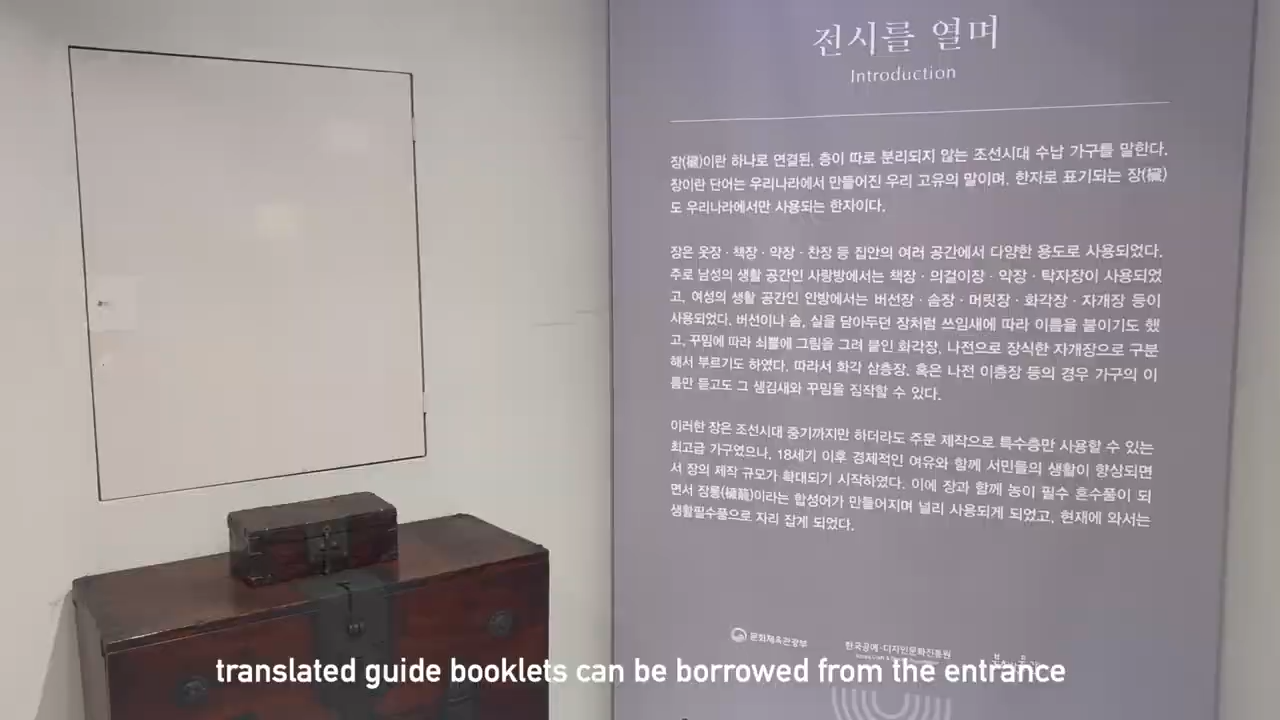 전시를 열며
Introduction
장(欌)이란 하나로 연결된, 층이 따로 분리되지 않는 조선시대 수납 가구를 말한다.
장이란 단어는 우리나라에서 만들어진 우리 고유의 말이며, 한자로 표기되는 장(欌)
도 우리나라에서만 사용되는 한자이다.
장은 옷장 · 책장 · 약장 · 찬장 등 집안의 여러 공간에서 다양한 용도로 사용되었다.
주로 남성의 생활 공간인 사랑방에서는 책장 · 의걸이장 · 약장 · 탁자장이 사용되었
고, 여성의 생활 공간인 안방에서는 버선장 · 솜장 · 머릿장 · 화각장 · 자개장 등이
사용되었다. 버선이나 솜, 실을 담아두던 장처럼 쓰임새에 따라 이름을 붙이기도 했
고, 꾸밈에 따라 쇠뿔에 그림을 그려 붙인 화각장, 나전으로 장식한 자개장으로 구분
해서 부르기도 하였다. 따라서 화각 삼층장, 혹은 나전 이층장 등의 경우 가구의 이
름만 듣고도 그 생김새와 꾸밈을 짐작할 수 있다.
이러한 장은 조선시대 중기까지만 하더라도 주문 제작으로 특수층만 사용할 수 있는
최고급 가구였으나, 18세기 이후 경제적인 여유와 함께 서민들의 생활이 향상되면
서 장의 제작 규모가 확대되기 시작하였다. 이에 장과 함께 농이 필수 혼수품이 되
면서 장롱(欌籠)이라는 합성어가 만들어지며 널리 사용되게 되었고, 현재에 와서는
생활필수품으로 자리 잡게 되었다.
문화체육관광부
한국공예·디자인문화진흥원
translated guide booklets can be borrowed from the entrance